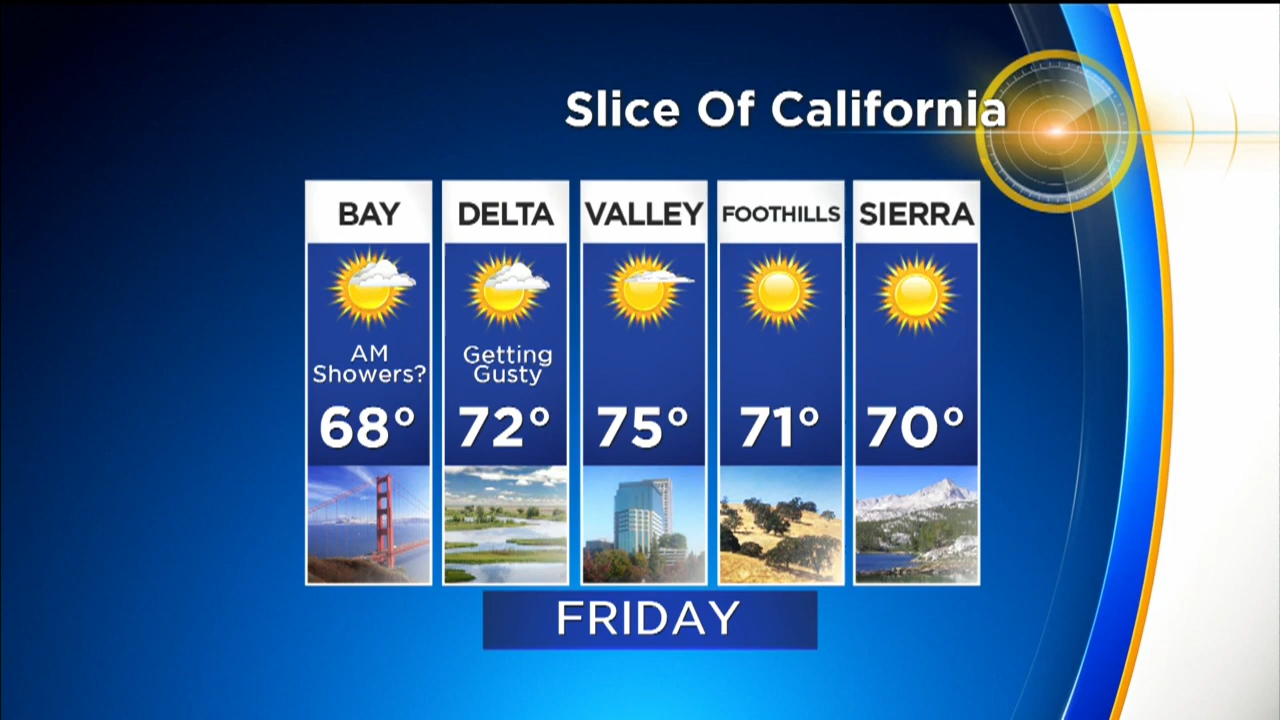 Slice Of California
BAY
AM
Showers?
68°
DELTA
Getting
Gusty
72°
VALLEY
75°
FOOTHILLS
71°
SIERRA
70°
FRIDAY